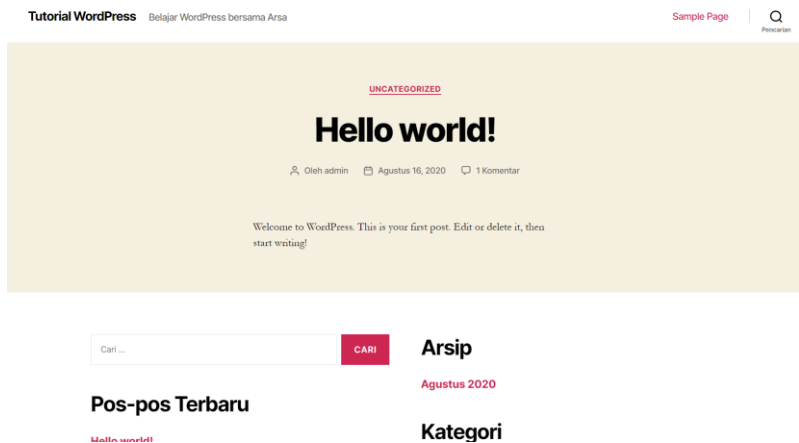 Tutorial WordPress Belajar WordPress bersama Arsa
Sample Page
Pencarian
UNCATEGORIZED
Hello world!
Oleh admin Agustus 16, 2020 1 Komentar
Welcome to WordPress. This is your first post. Edit or delete it, then
start writing!
Cari ...
CARI
Pos-pos Terbaru
Hello world!
Arsip
Agustus 2020
Kategori